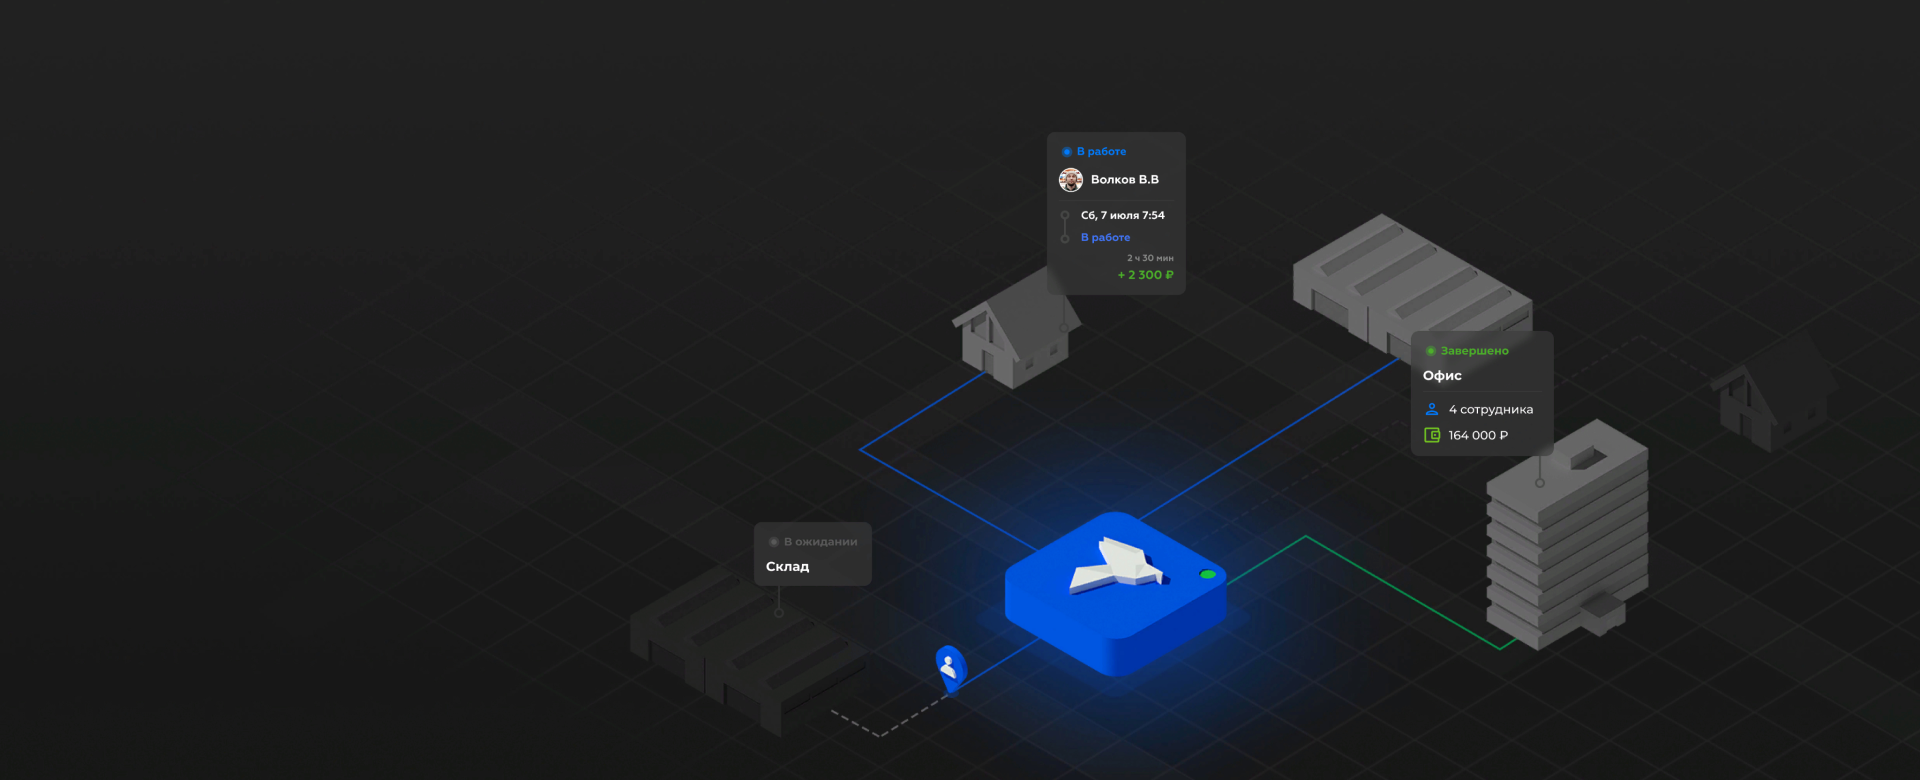 В работе
Волков В.В
Сб, 7 июля 7:54
В работе
2 ч 30 мин
+ 2 300 ₽
Завершено
Офис
4 сотрудника
164 000 ₽
В ожидании
Склад